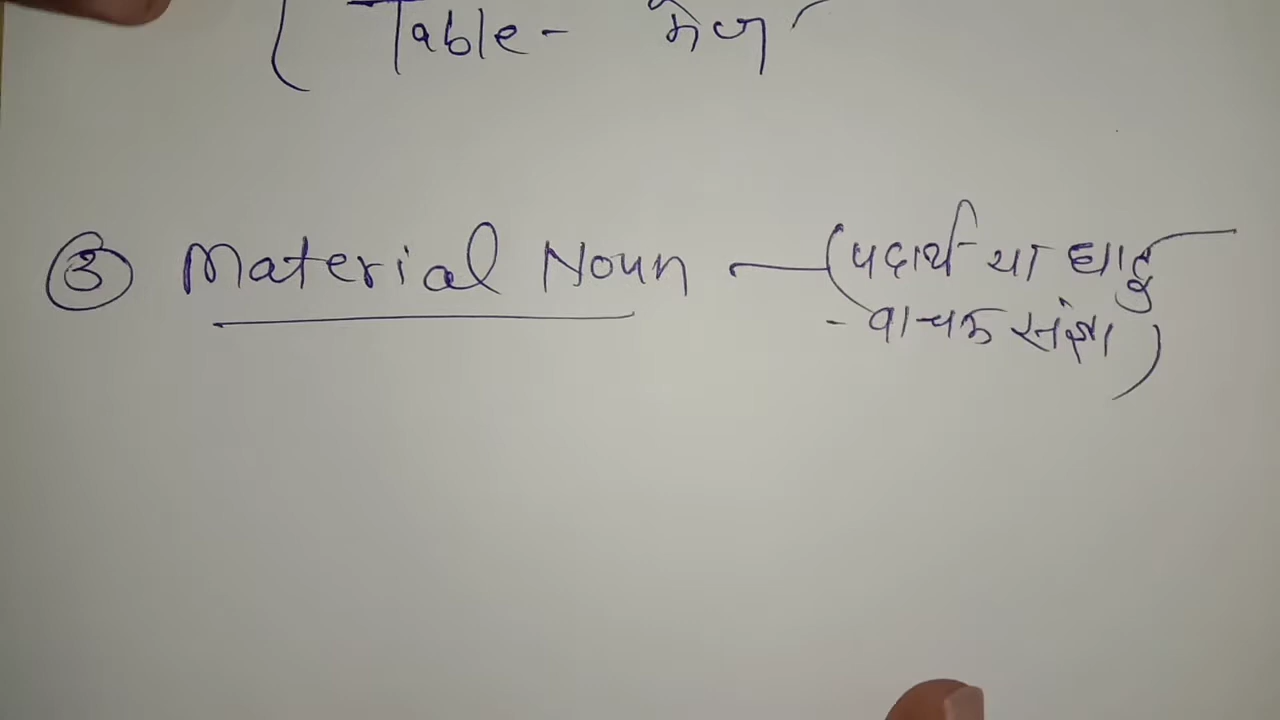 Table - मेज
③ Material Noun — (पदार्थ या धातु
- वाचक संज्ञा)